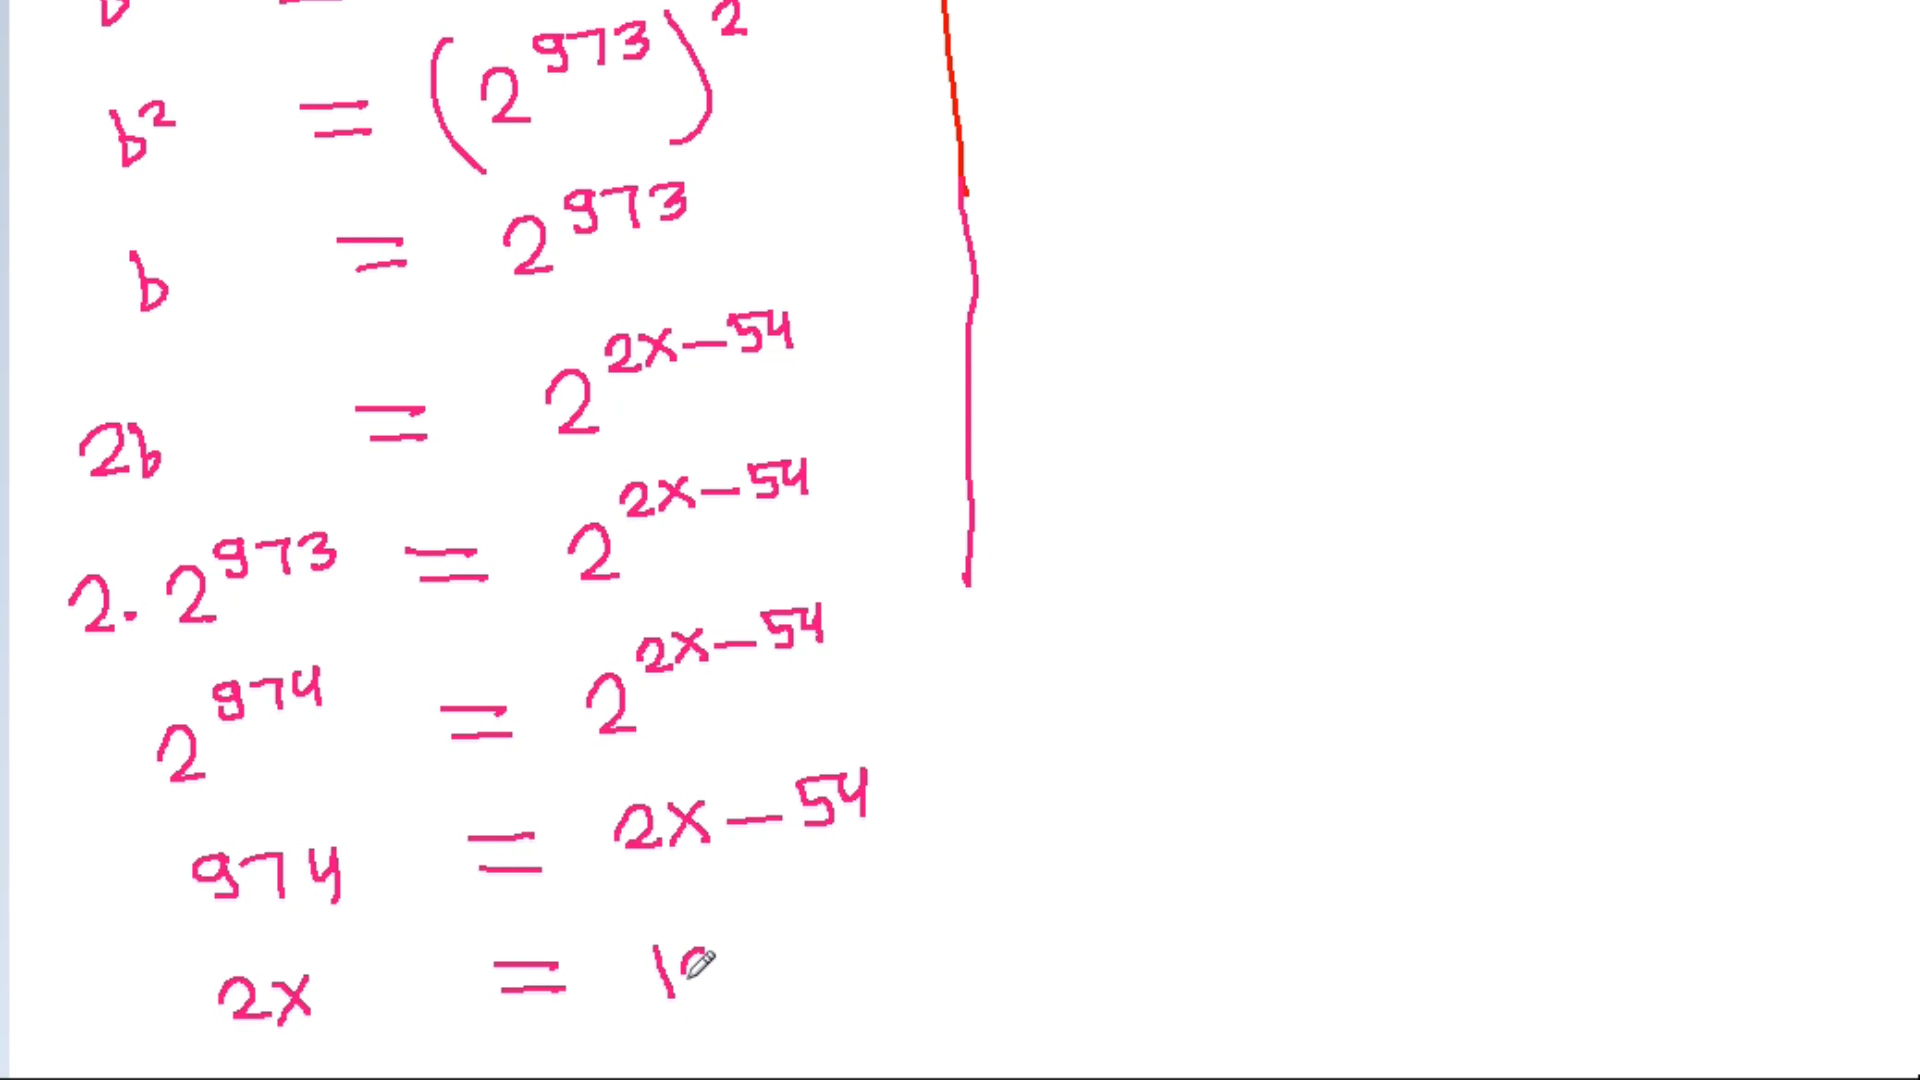 b² = (2^973)^2
b = 2^973
2b = 2^{2x-54}
2.2^973 = 2^{2x-54}
2^974 = 2^{2x-54}
974 = 2x-54
2x = 1